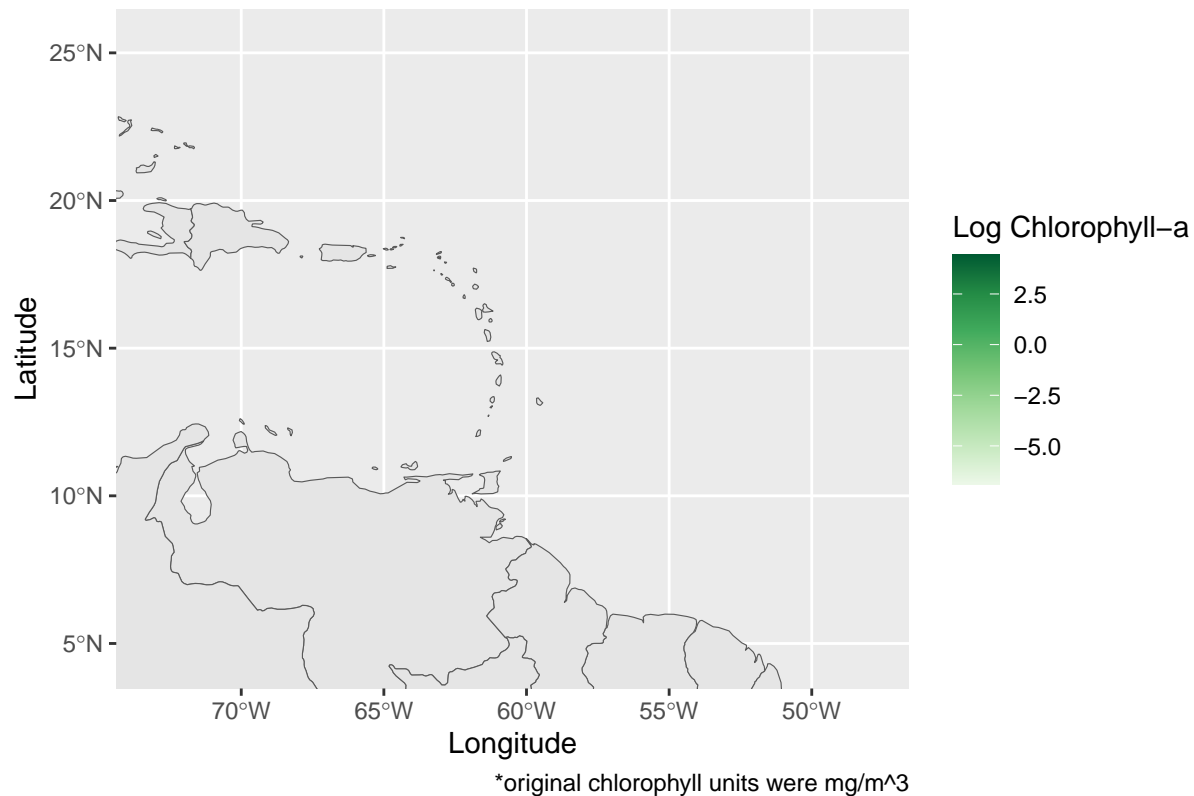 25°N
20°N
15°N
10°N
5°N
Latitude
70°W 65°W 60°W 55°W 50°W
Longitude
*original chlorophyll units were mg/m^3
Log Chlorophyll−a
2.5
0.0
−2.5
−5.0